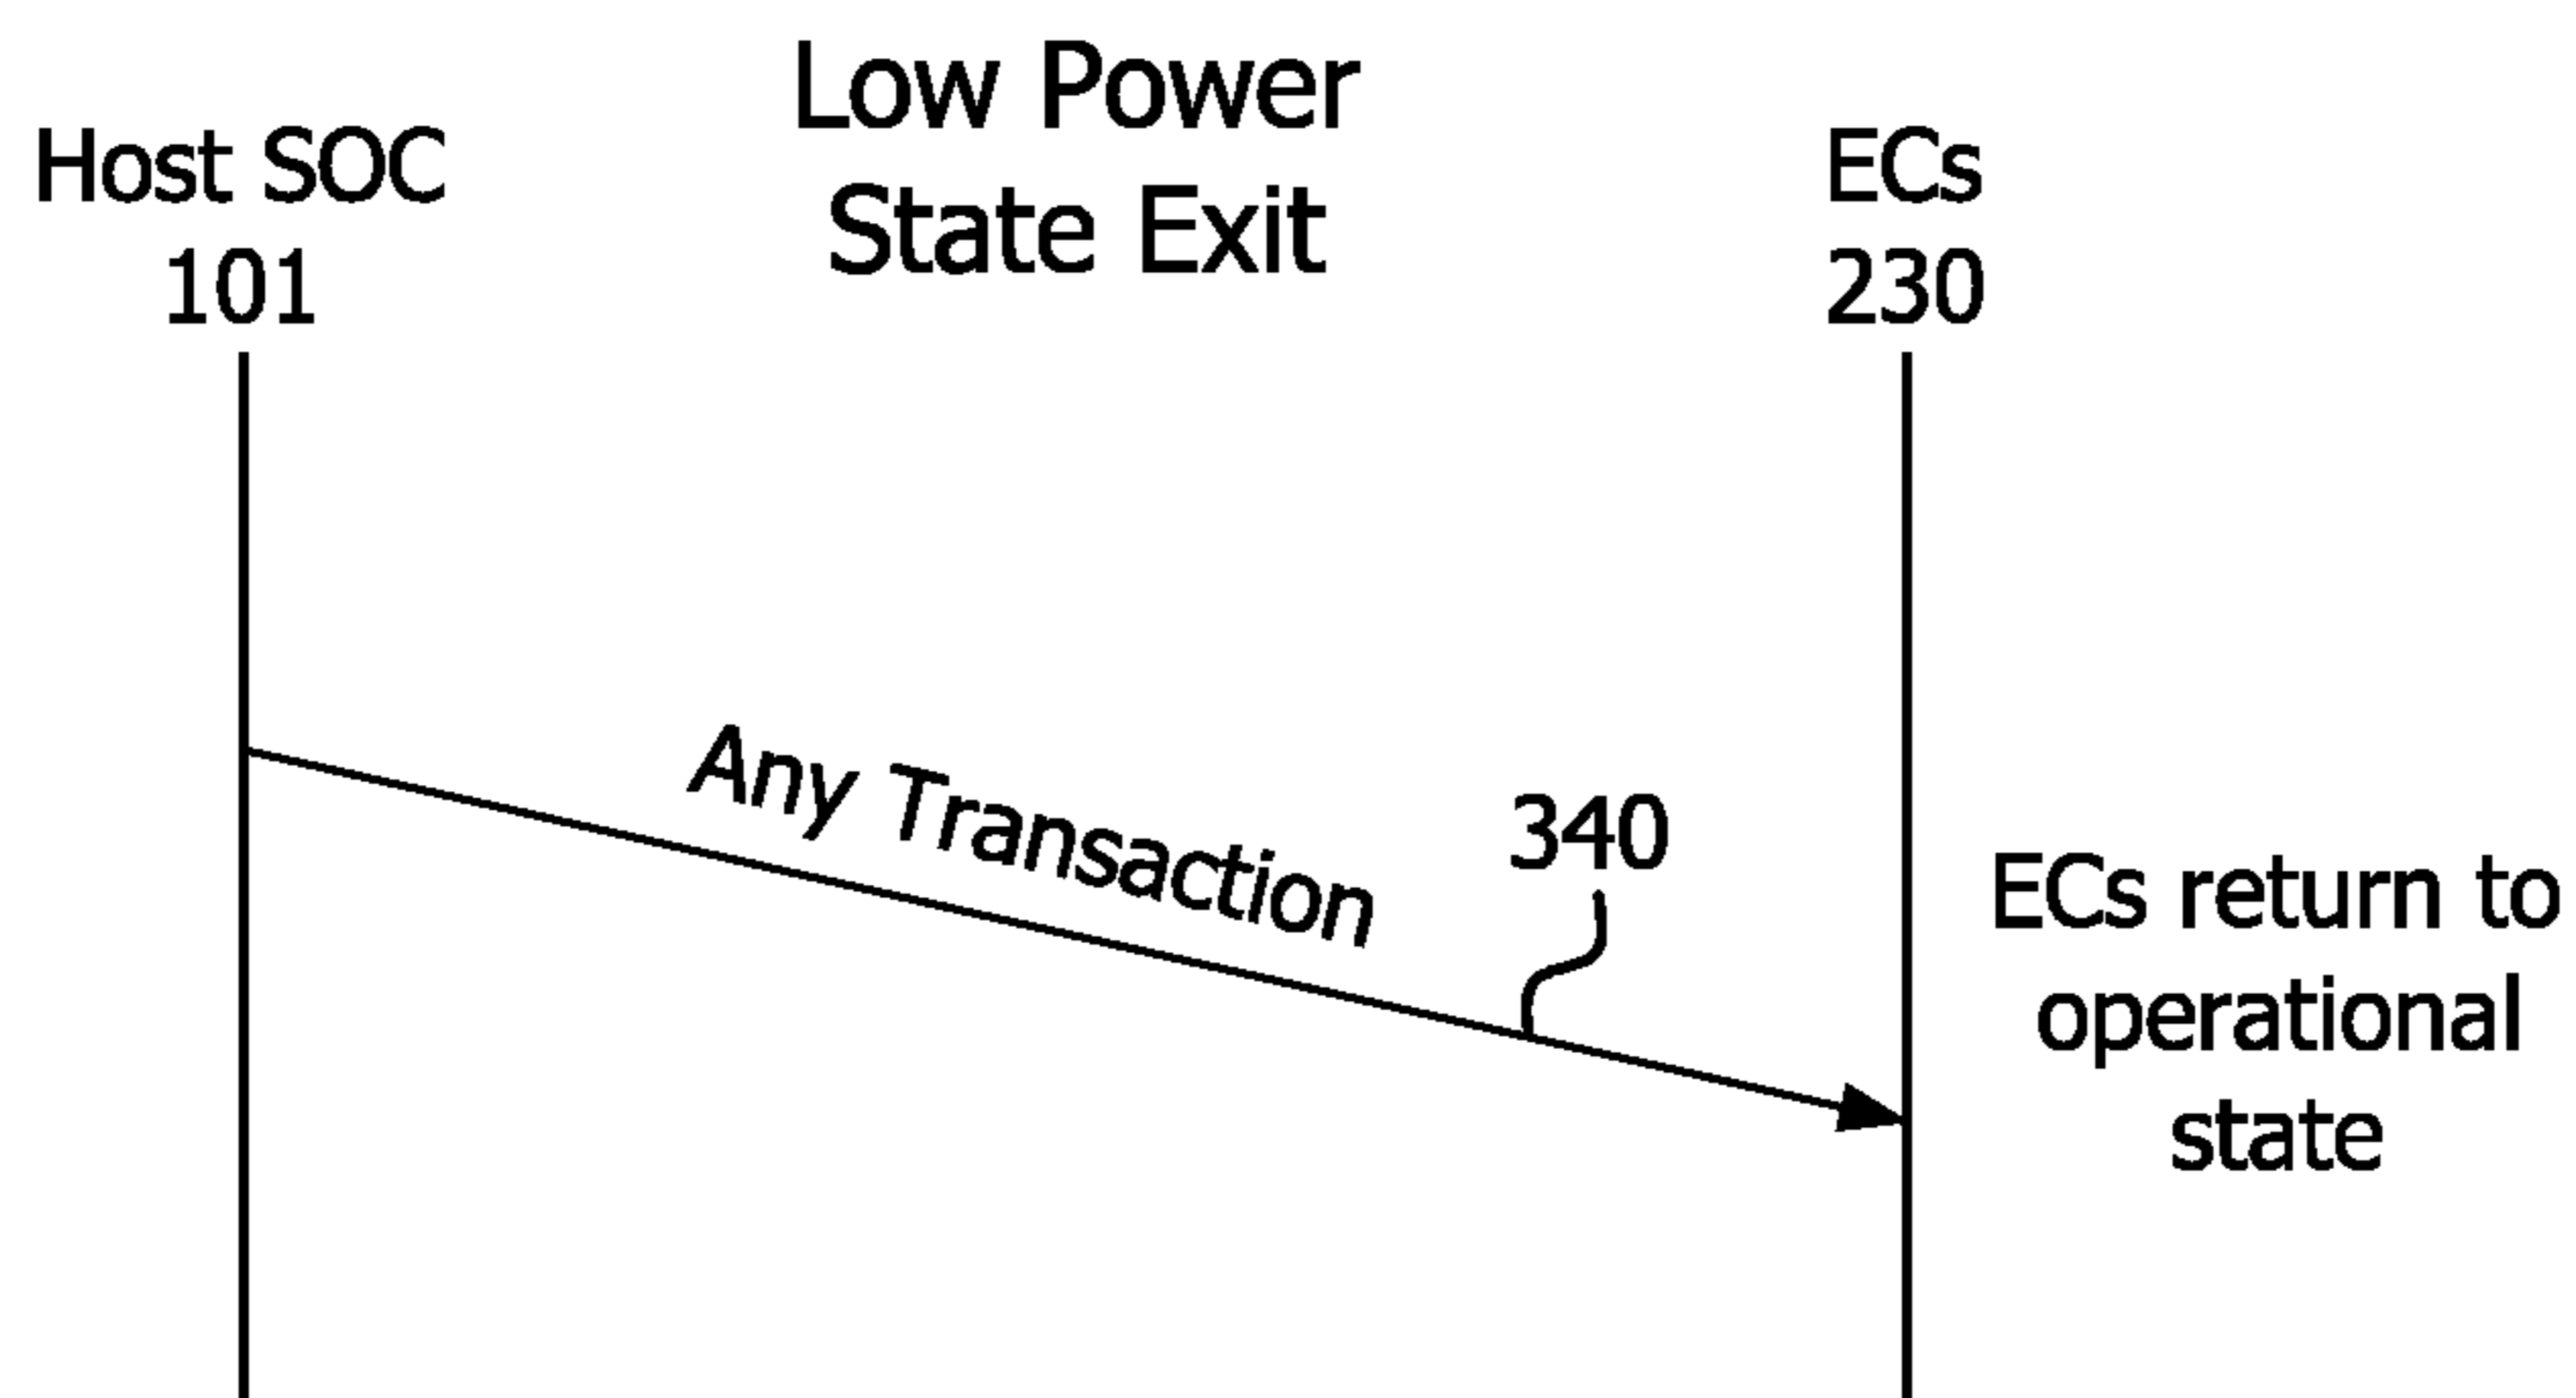 Low Power
State Exit
Host SOC
101
ECs
230
Any Transaction
340
ECs return to
operational
state